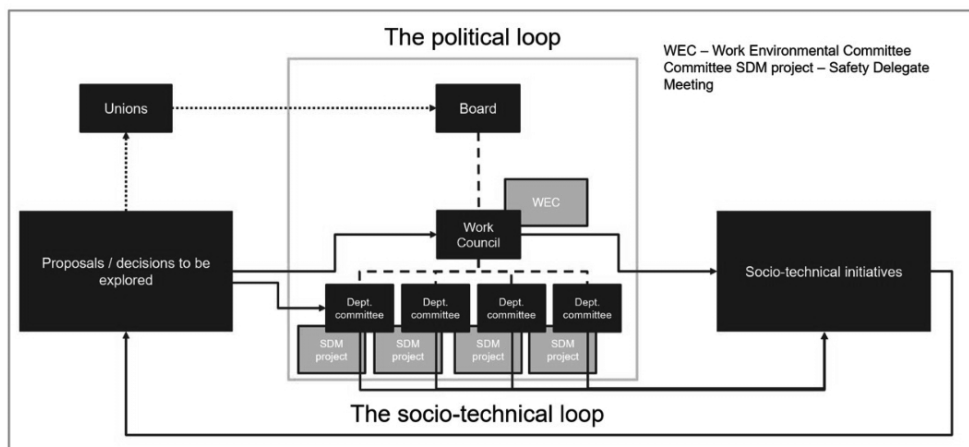 The political loop
WEC – Work Environmental Committee
Committee SDM project – Safety Delegate
Meeting
Unions
Board
WEC
Work
Council
Proposals / decisions to be
explored
Socio-technical initiatives
Dept.
committee
Dept.
committee
Dept.
committee
Dept.
committee
SDM
project
SDM
project
SDM
project
SDM
project
The socio-technical loop